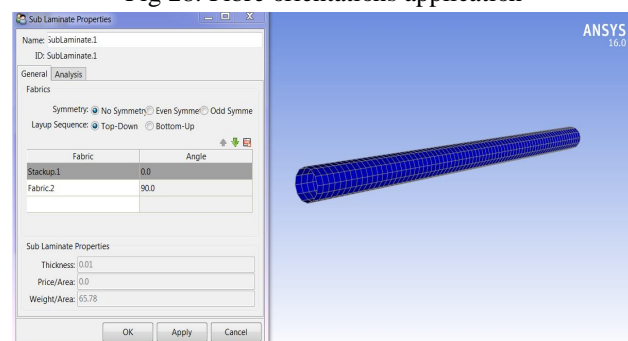 Fig 28. Fibre orientations application
Sub Laminate Properties
Name: SubLaminate.1
ID: SubLaminate.1
General Analysis
Fabrics
Symmetry: No Symmetry Even Symme Odd Symme
Layup Sequence: Top-Down Bottom-Up
Fabric Angle
Stackup.1 0.0
Fabric.2 90.0
Sub Laminate Properties
Thickness: 0.01
Price/Area: 0.0
Weight/Area: 65.78
OK Apply Cancel
ANSYS
16.0